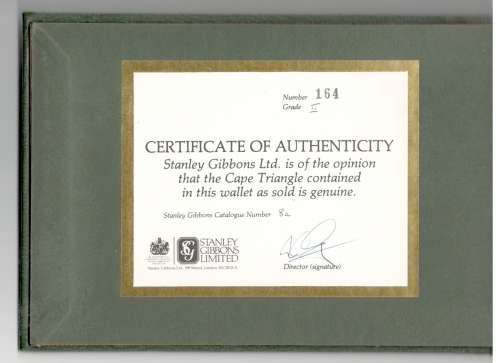 Number 164
Grade II
CERTIFICATE OF AUTHENTICITY
Stanley Gibbons Ltd. is of the opinion
that the Cape Triangle contained
in this wallet as sold is genuine.
Stanley Gibbons Catalogue Number 8a
SG
STANLEY
GIBBONS
LIMITED
Director (signature)